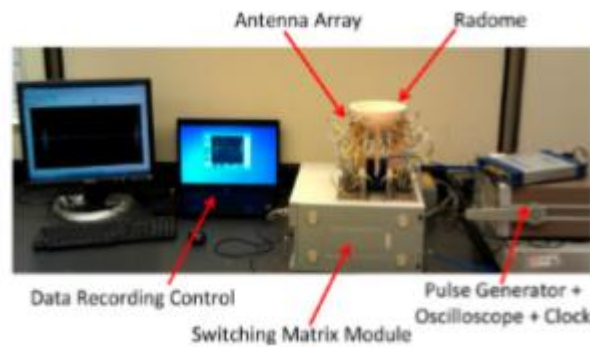 Antenna Array
Radome
Data Recording Control
Switching Matrix Module
Pulse Generator +
Oscilloscope + Clock